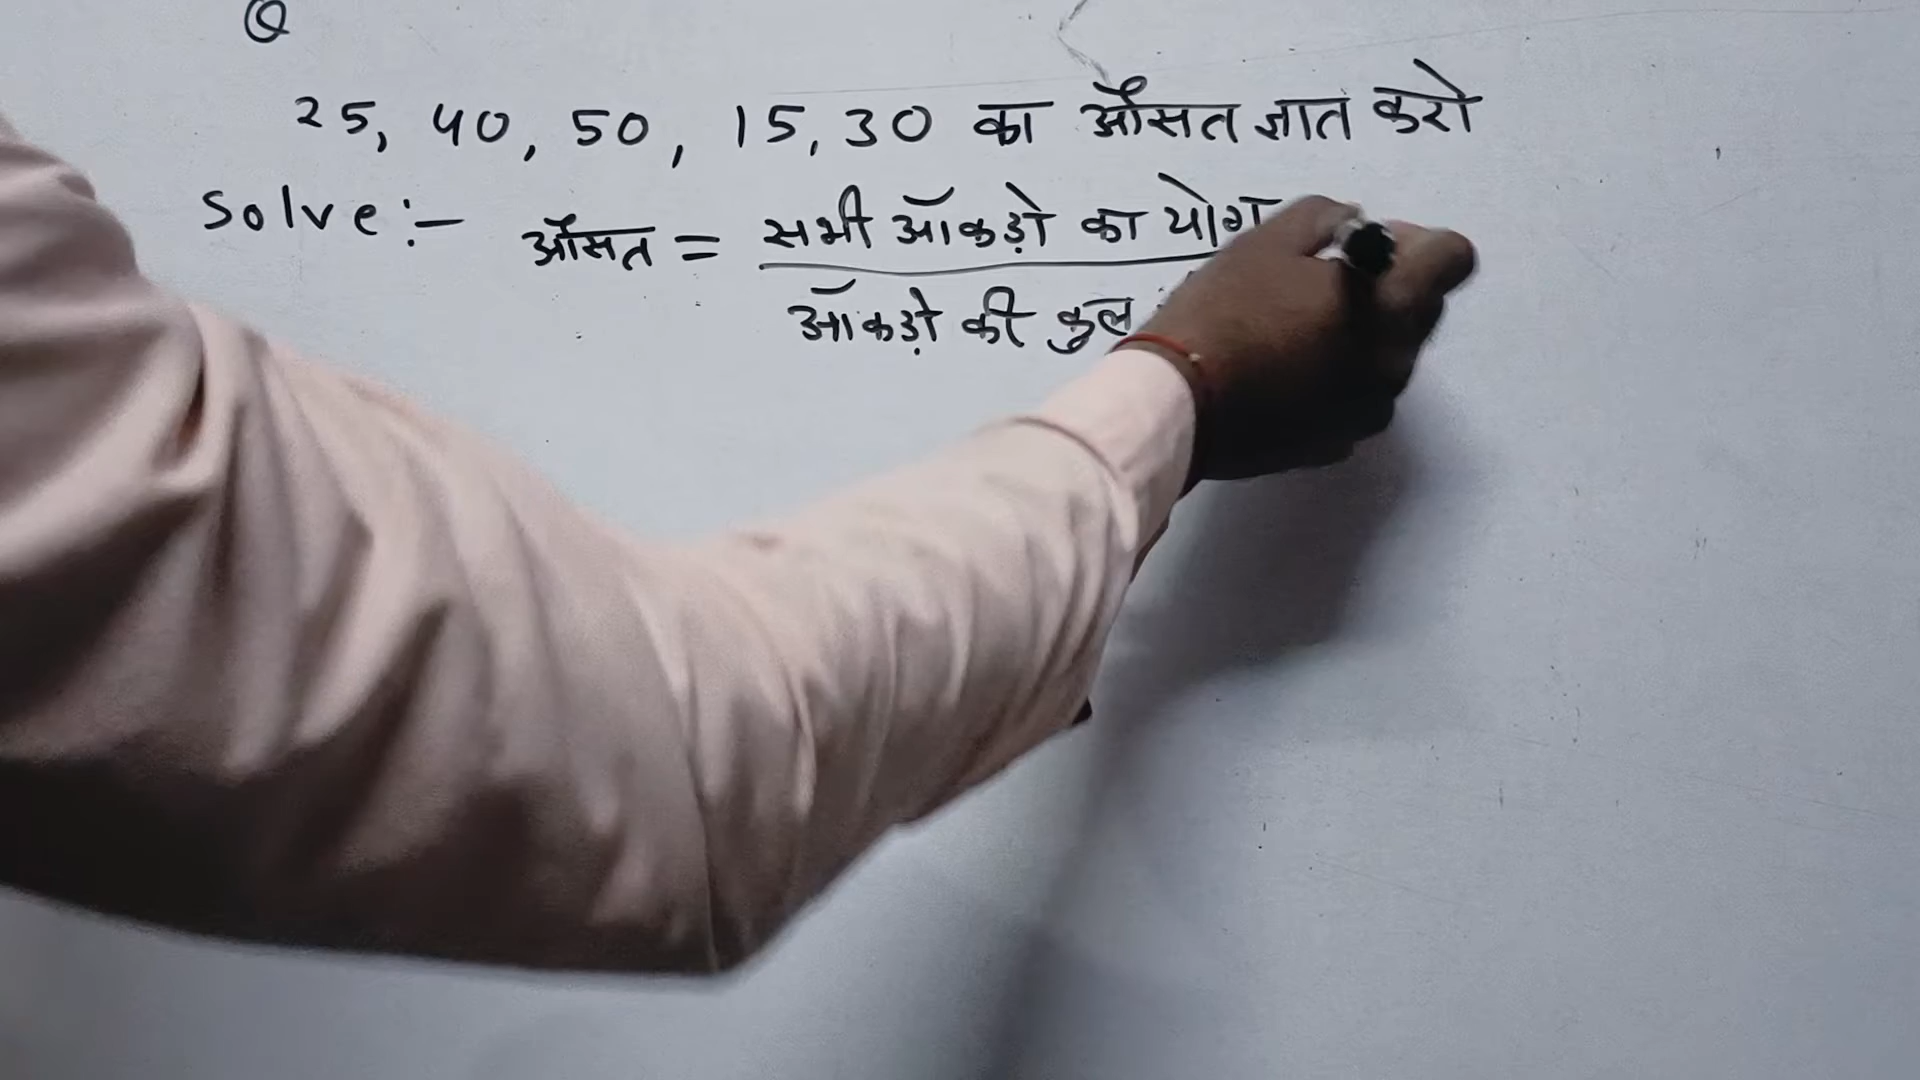 Q
25, 40, 50, 15, 30 का औसत ज्ञात करो
Solve:- औसत = सभी ऑंकड़ो का योग
ऑंकड़ो की कुल